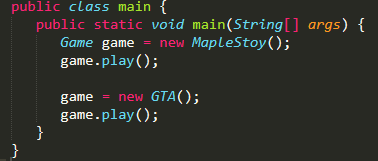 public class main {
    public static void main(String[] args) {
        Game game = new MapleStoy();
        game.play();

        game = new GTA();
        game.play();
    }
}